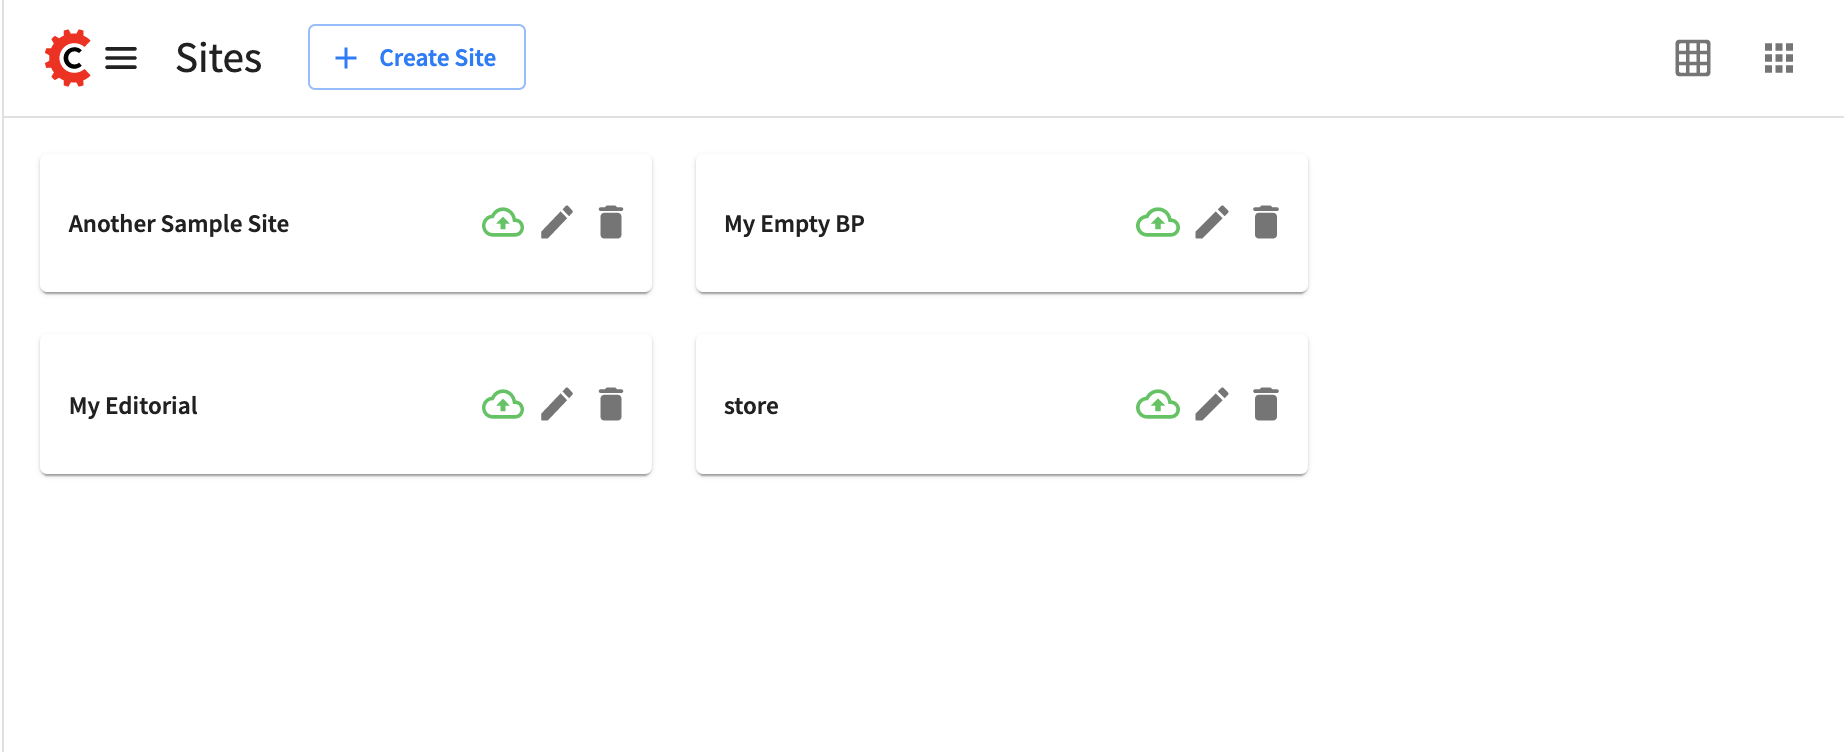 Sites
Create Site
Another Sample Site
My Empty BP
My Editorial
store